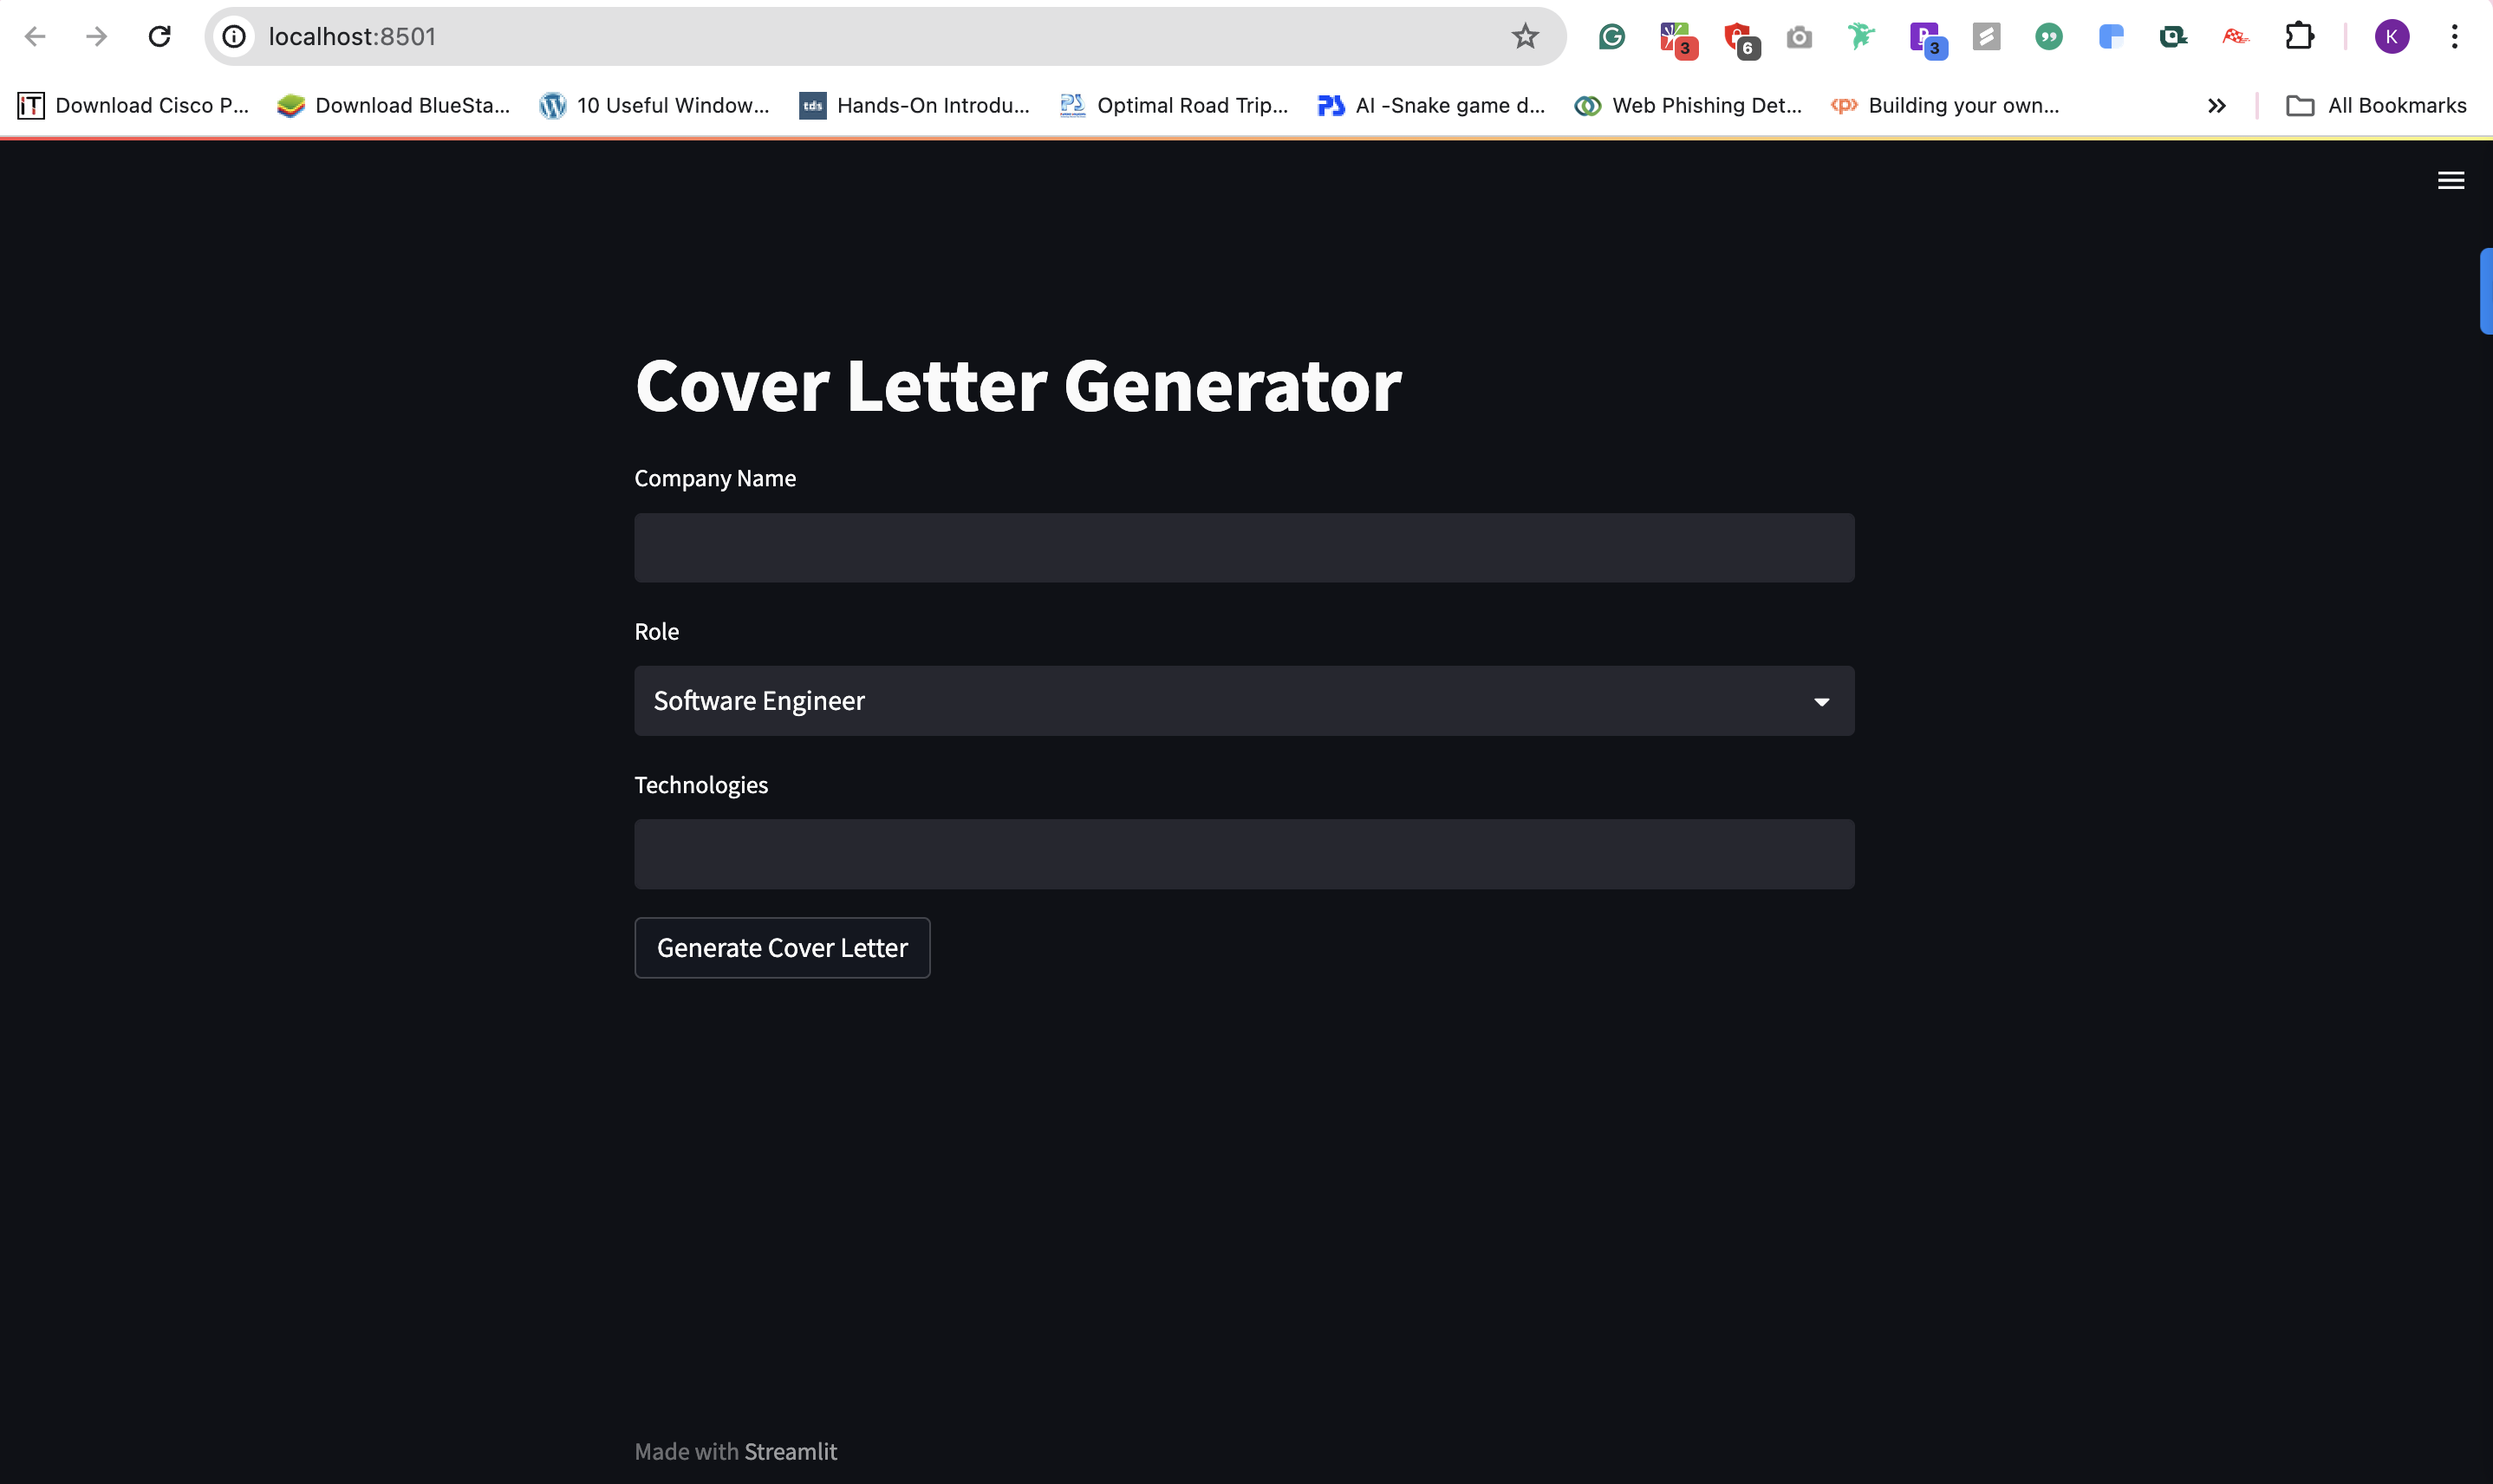 localhost:8501
3
6
3
K
Download Cisco P...
Download BlueSta...
10 Useful Window...
tds
Hands-On Introdu...
Optimal Road Trip...
AI -Snake game d...
Web Phishing Det...
Building your own...
All Bookmarks
Cover Letter Generator
Company Name
Role
Software Engineer
Technologies
Generate Cover Letter
Made with Streamlit